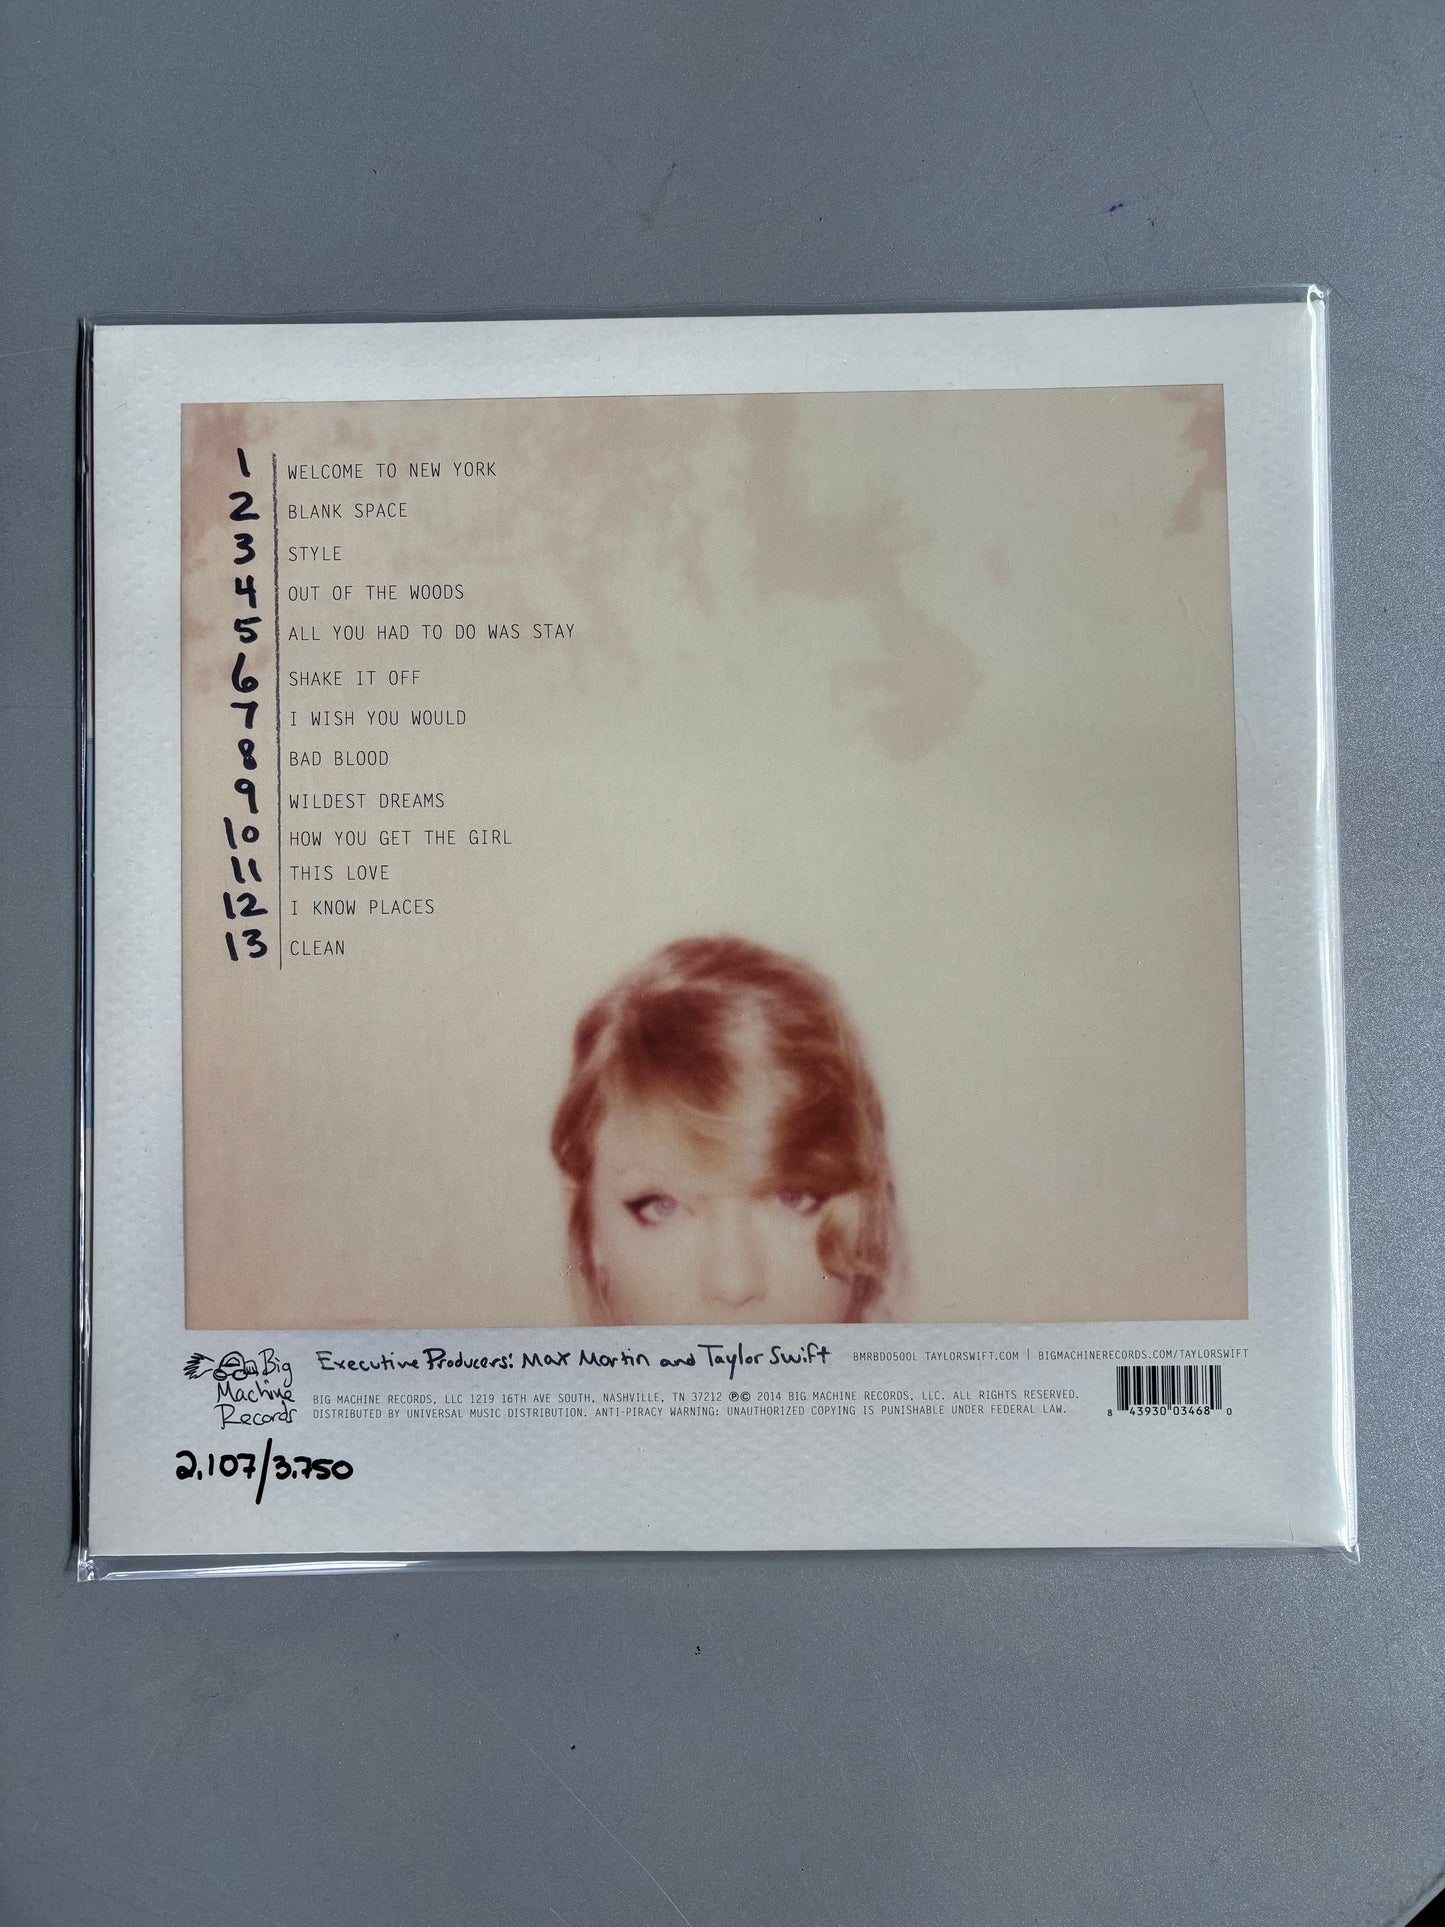 1 WELCOME TO NEW YORK
2 BLANK SPACE
3 STYLE
4 OUT OF THE WOODS
5 ALL YOU HAD TO DO WAS STAY
6 SHAKE IT OFF
7 I WISH YOU WOULD
8 BAD BLOOD
9 WILDEST DREAMS
10 HOW YOU GET THE GIRL
11 THIS LOVE
12 I KNOW PLACES
13 CLEAN
Big
Machine
Records
Executive Producers: Max Martin and Taylor Swift
BMRBD0500L TAYLORSWIFT.COM | BIGMACHINERECORDS.COM/TAYLORSWIFT
BIG MACHINE RECORDS, LLC 1219 16TH AVE SOUTH, NASHVILLE, TN 37212 ℗© 2014 BIG MACHINE RECORDS, LLC. ALL RIGHTS RESERVED.
DISTRIBUTED BY UNIVERSAL MUSIC DISTRIBUTION. ANTI-PIRACY WARNING: UNAUTHORIZED COPYING IS PUNISHABLE UNDER FEDERAL LAW.
8 43930 03468 0
2,107/3,750